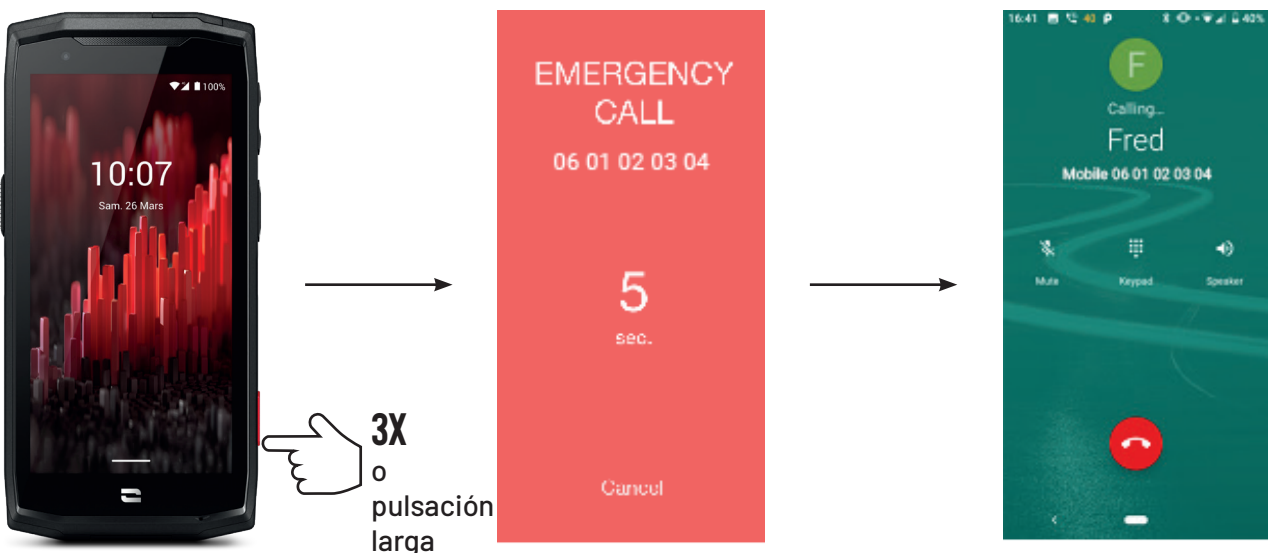 100%
10:07
Sam. 26 Mars
3X
o
pulsación
larga
EMERGENCY
CALL
06 01 02 03 04
5
sec.
Cancel
16:41 40 P 40%
F
Calling...
Fred
Mobile 06 01 02 03 04
Mute Keypad Speaker